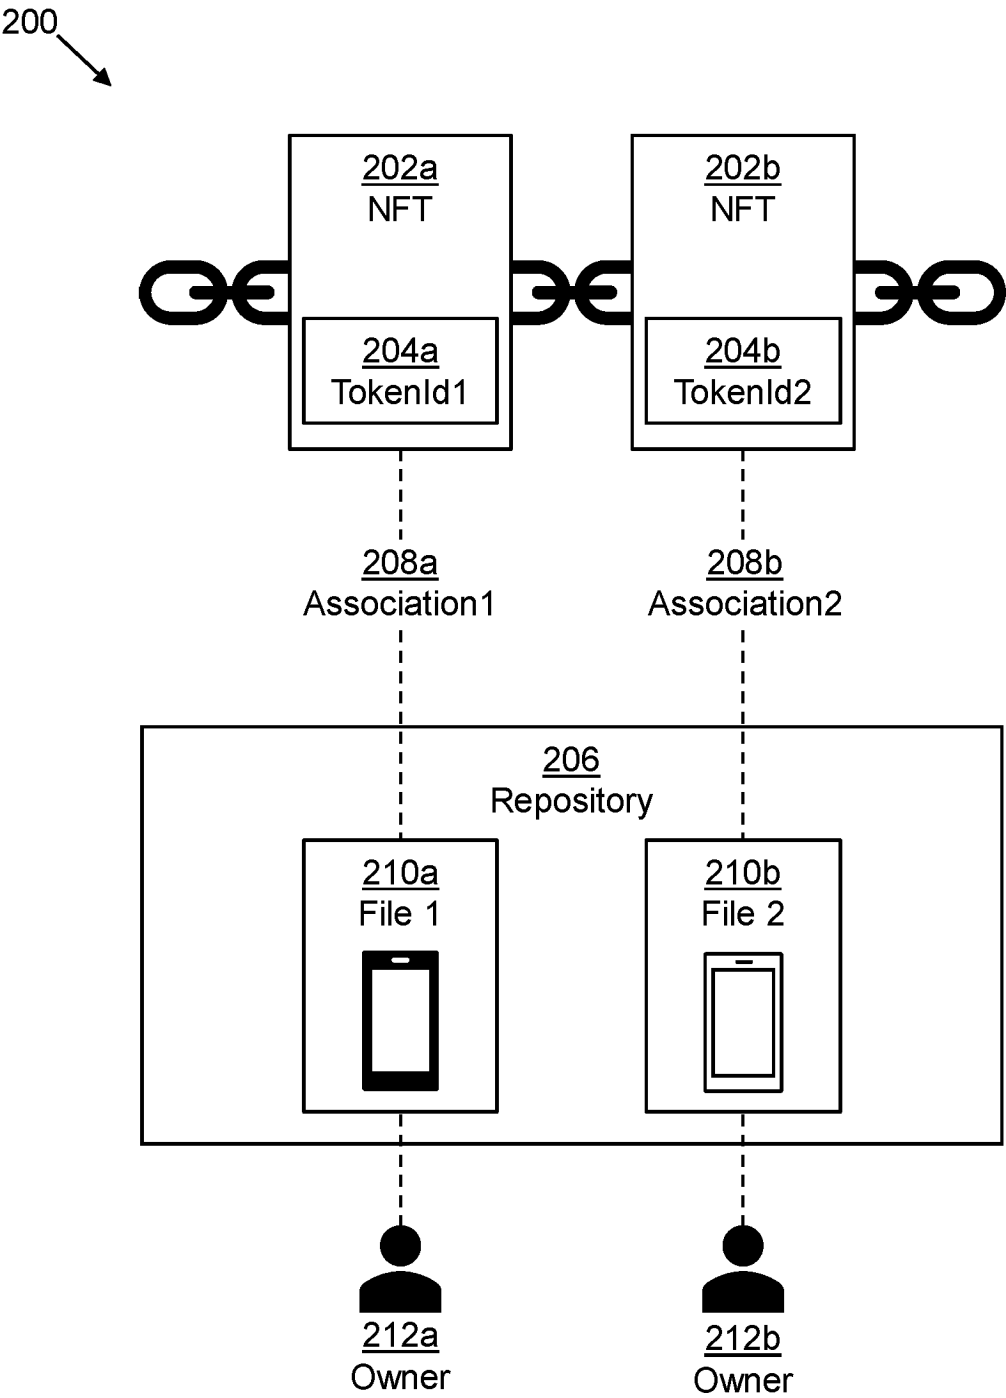 200
202a
NFT
202b
NFT
204a
TokenId1
204b
TokenId2
208a
Association1
208b
Association2
206
Repository
210a
File 1
210b
File 2
212a
Owner
212b
Owner